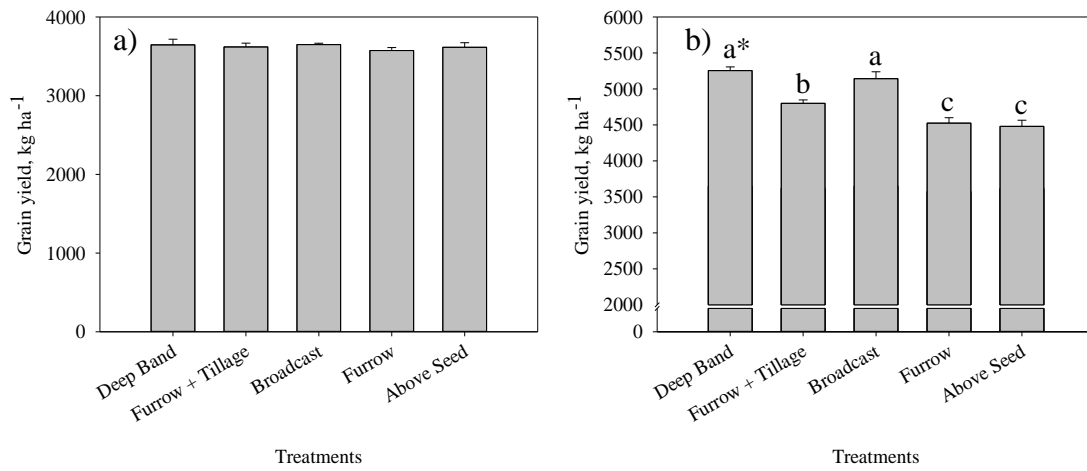 a)
Grain yield, kg ha⁻¹
4000
3000
2000
1000
0
Deep Band
Furrow + Tillage
Broadcast
Furrow
Above Seed
Treatments
b)
Grain yield, kg ha⁻¹
6000
5500
5000
4500
4000
3500
3000
2500
2000
0
a*
b
a
c
c
Deep Band
Furrow + Tillage
Broadcast
Furrow
Above Seed
Treatments